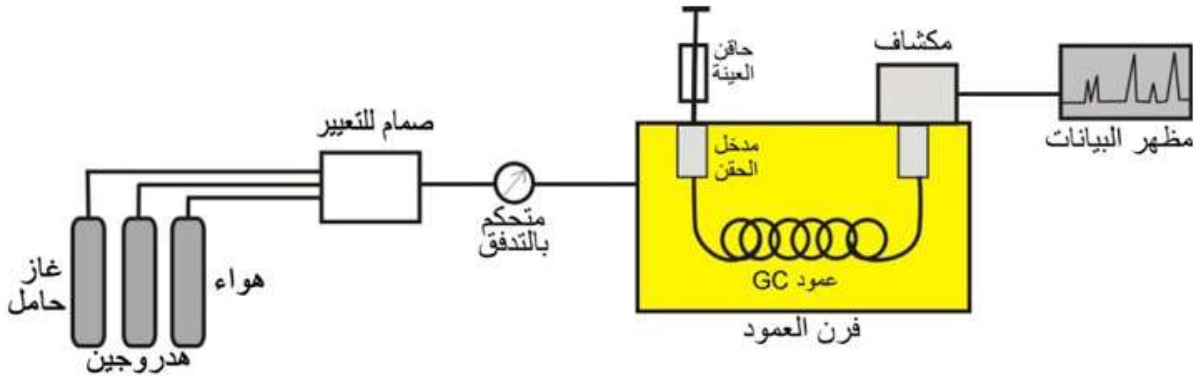 حاقن
العينة
مكشاف
مظهر البيانات
صمام للتعيير
مدخل
الحقن
متحكم
بالتدفق
غاز
حامل
هواء
هدروجين
عمود GC
فرن العمود